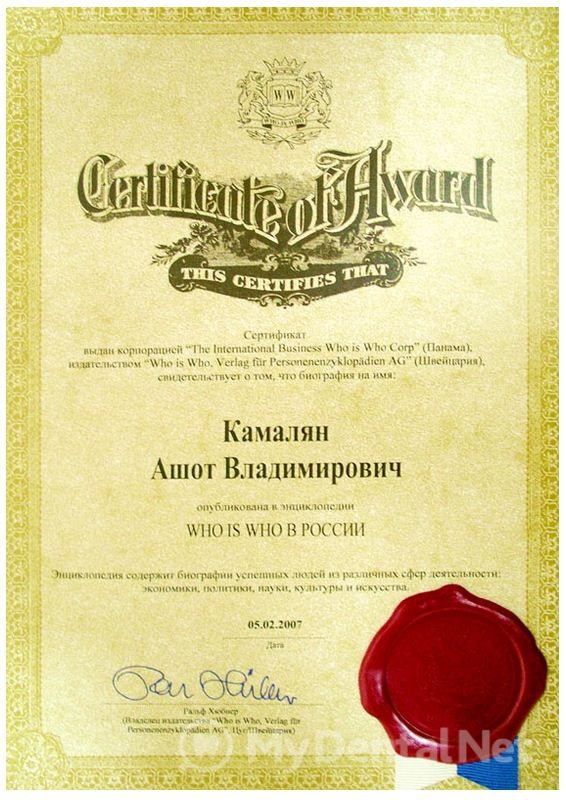 W W
WHO IS WHO
Certificate of Award
THIS CERTIFIES THAT
Сертификат
выдан корпорацией “The International Business Who is Who Corp” (Панама),
издательством “Who is Who, Verlag für Personenenzyklopädien AG” (Швейцария),
свидетельствует о том, что биография на имя:
Камалян
Ашот Владимирович
опубликована в энциклопедии
WHO IS WHO В РОССИИ
Энциклопедия содержит биографии успешных людей из различных сфер деятельности:
экономики, политики, науки, культуры и искусства.
05.02.2007
Дата
Ральф Хюбнер
(Владелец издательства “Who is Who, Verlag für
Personenenzyklopädien AG”, Цуг/Швейцария)
MyDentalNet